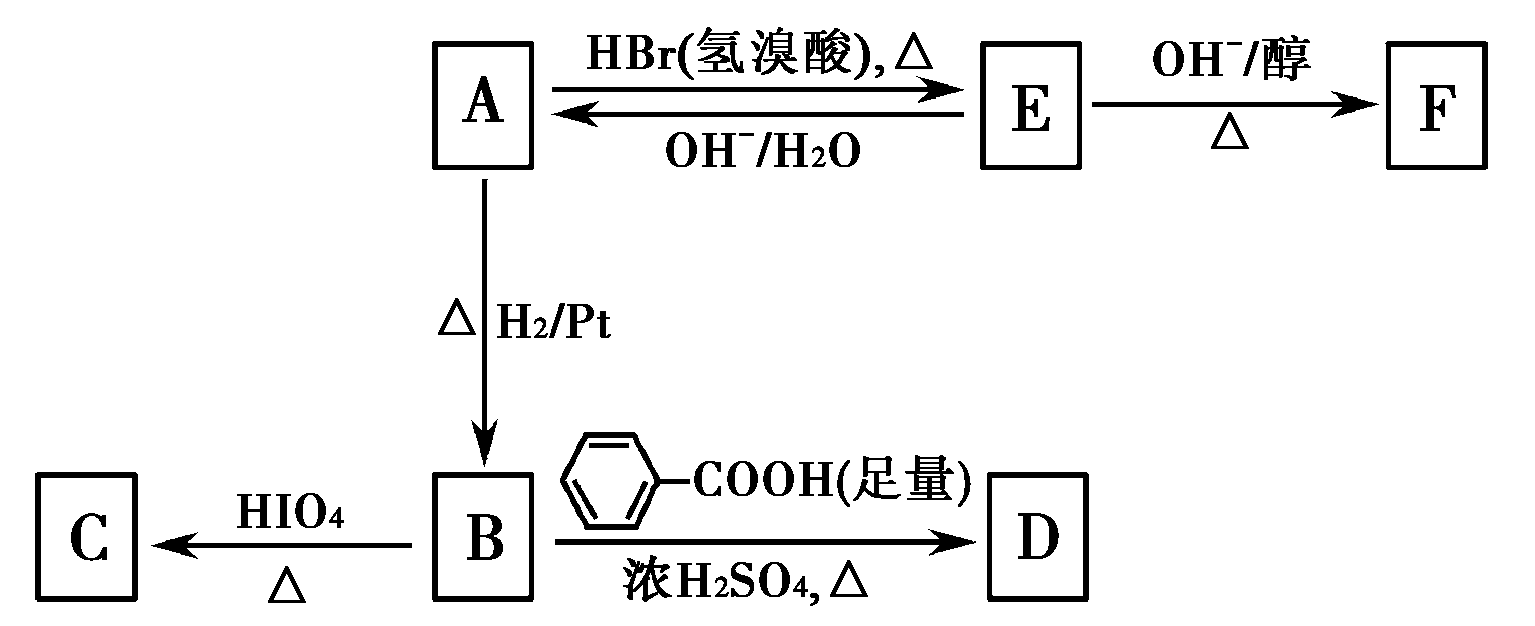 HBr(氢溴酸),△
OH⁻/醇
A
E
F
OH⁻/H₂O
△
△ H₂/Pt
COOH(足量)
HIO₄
C
B
D
△
浓H₂SO₄,△